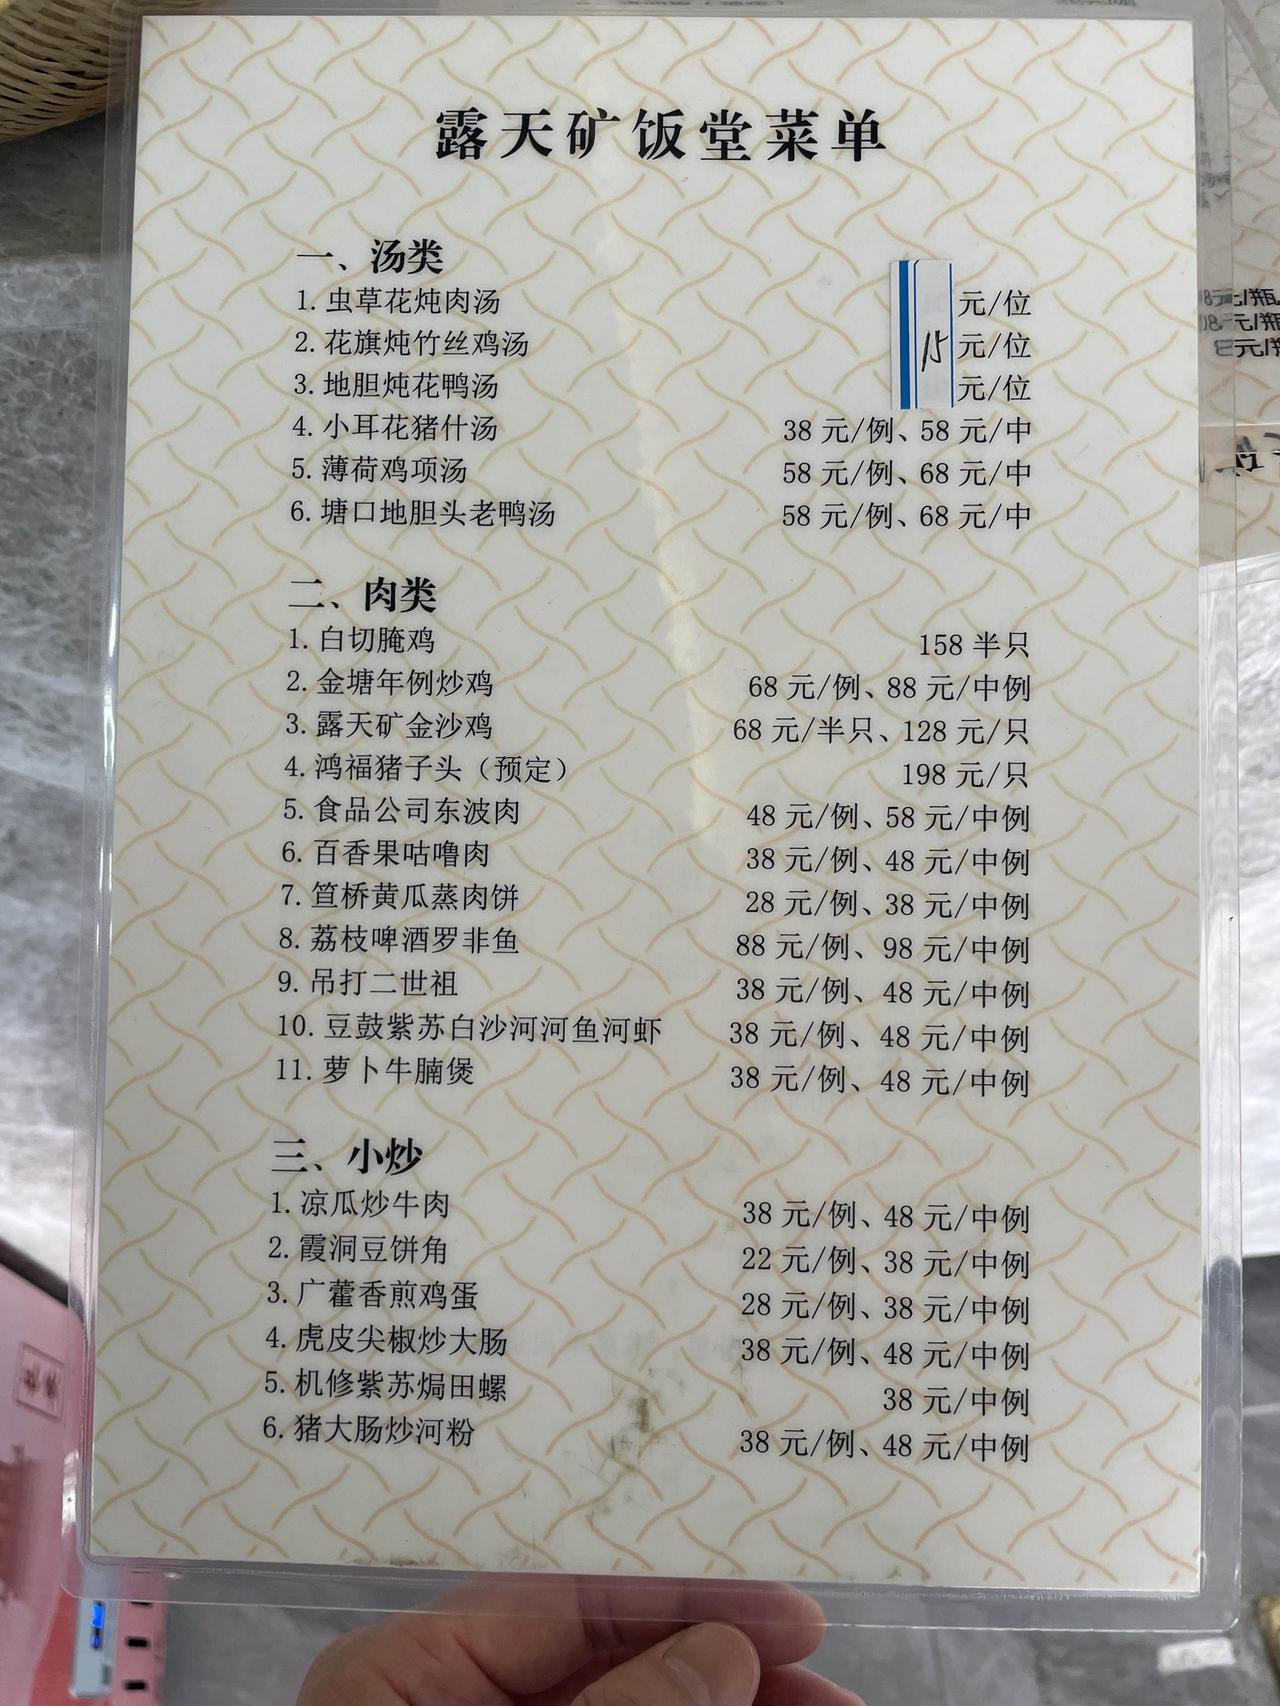 露天矿饭堂菜单
一、汤类
1. 虫草花炖肉汤 元/位
2. 花旗炖竹丝鸡汤 15 元/位
3. 地胆炖花鸭汤 元/位
4. 小耳花猪什汤 38 元/例、58 元/中
5. 薄荷鸡项汤 58 元/例、68 元/中
6. 塘口地胆头老鸭汤 58 元/例、68 元/中
二、肉类
1. 白切腌鸡 158 半只
2. 金塘年例炒鸡 68 元/例、88 元/中例
3. 露天矿金沙鸡 68 元/半只、128 元/只
4. 鸿福猪子头（预定） 198 元/只
5. 食品公司东波肉 48 元/例、58 元/中例
6. 百香果咕噜肉 38 元/例、48 元/中例
7. 笪桥黄瓜蒸肉饼 28 元/例、38 元/中例
8. 荔枝啤酒罗非鱼 88 元/例、98 元/中例
9. 吊打二世祖 38 元/例、48 元/中例
10. 豆鼓紫苏白沙河河鱼河虾 38 元/例、48 元/中例
11. 萝卜牛腩煲 38 元/例、48 元/中例
三、小炒
1. 凉瓜炒牛肉 38 元/例、48 元/中例
2. 霞洞豆饼角 22 元/例、38 元/中例
3. 广藿香煎鸡蛋 28 元/例、38 元/中例
4. 虎皮尖椒炒大肠 38 元/例、48 元/中例
5. 机修紫苏焗田螺 38 元/中例
6. 猪大肠炒河粉 38 元/例、48 元/中例
元/瓶
元/瓶